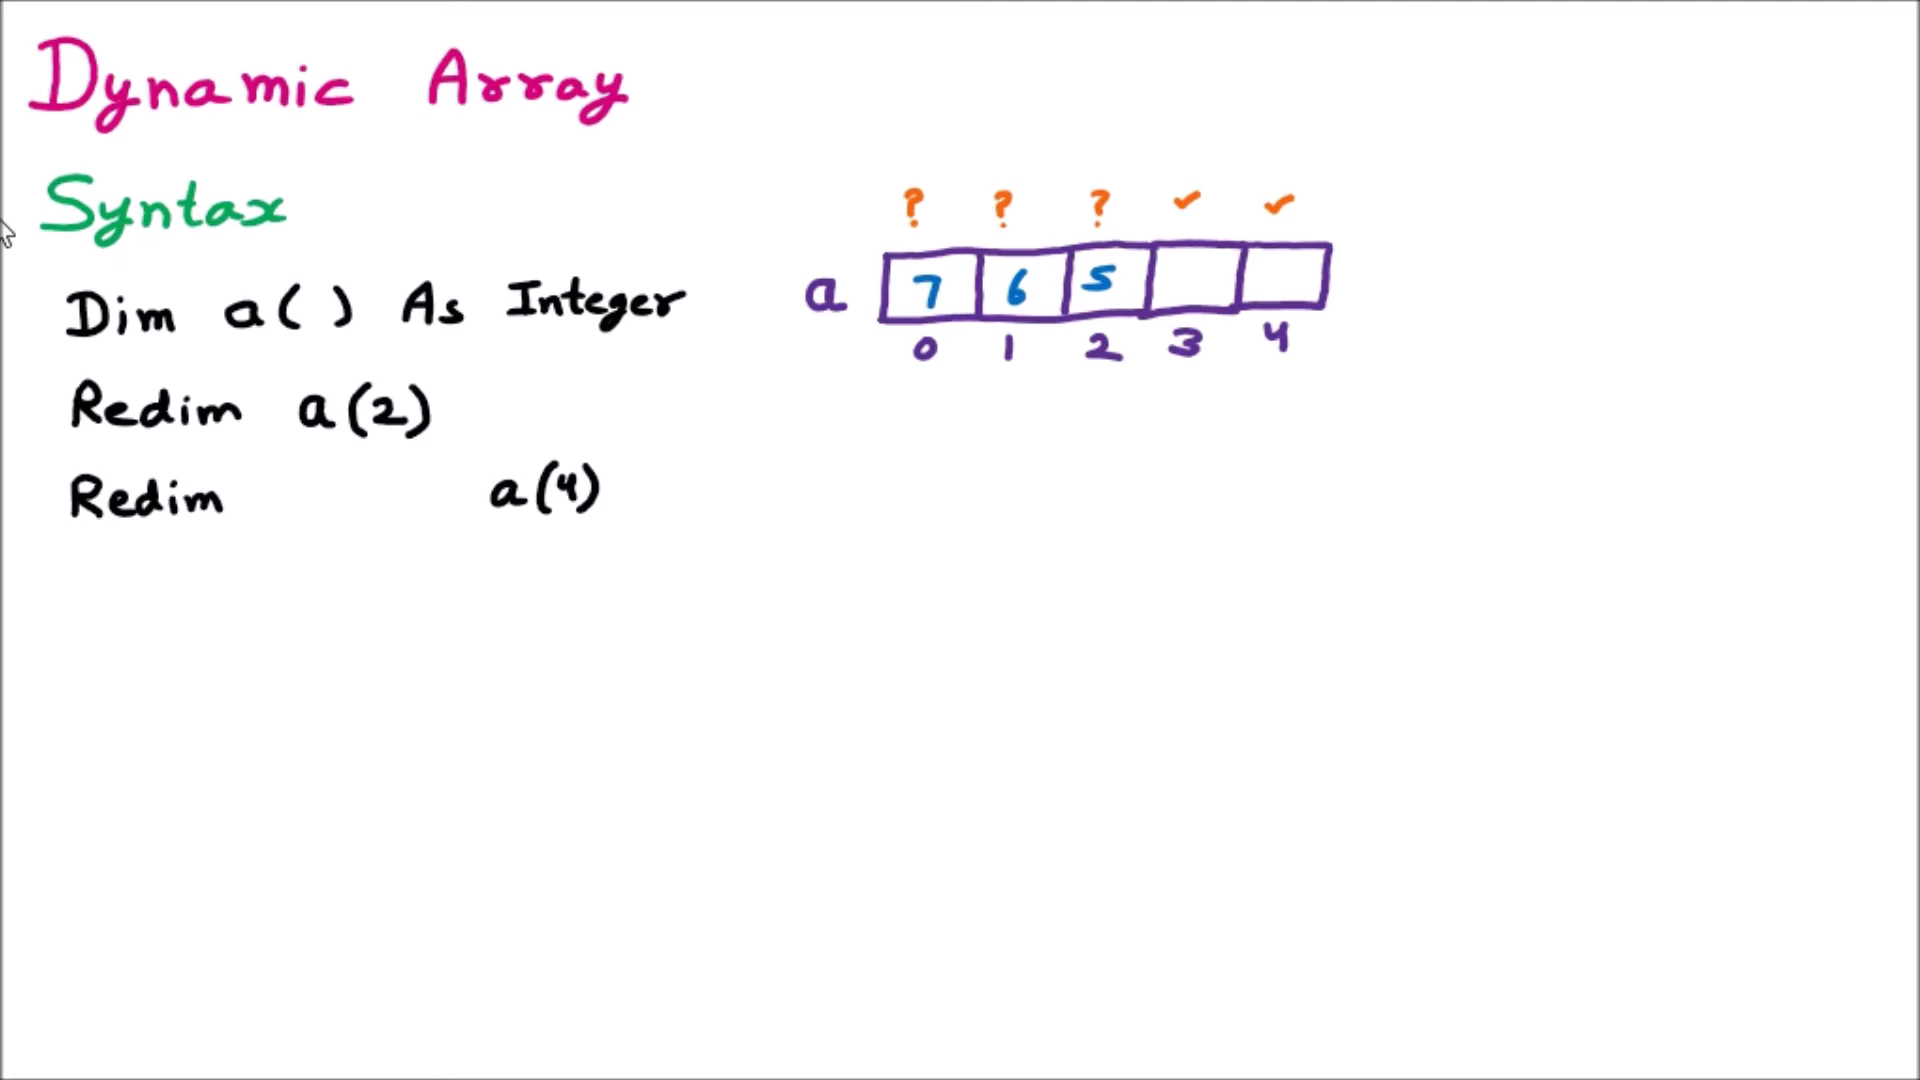 Dynamic Array
Syntax
Dim a( ) As Integer
Redim a(2)
Redim a(4)
? ? ? ✓ ✓
a 7 6 5
0 1 2 3 4